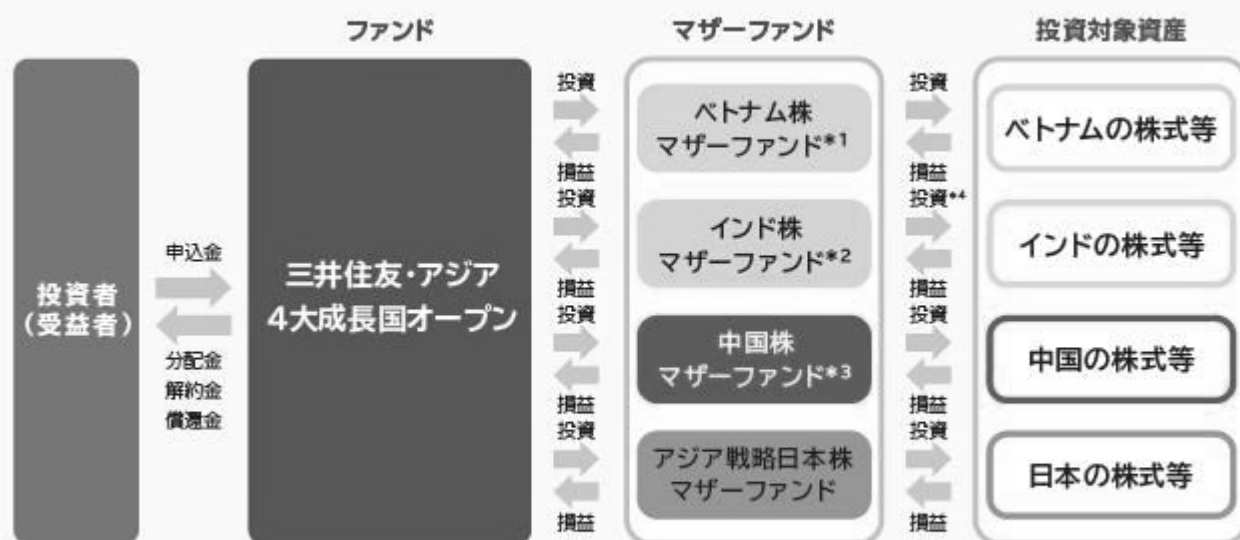 ファンド
マザーファンド
投資対象資産
投資者
(受益者)
申込金
分配金
解約金
償還金
三井住友・アジア
4大成長国オープン
投資
損益
投資
損益
投資
損益
投資
損益
ベトナム株
マザーファンド*1
インド株
マザーファンド*2
中国株
マザーファンド*3
アジア戦略日本株
マザーファンド
投資
損益
投資*4
損益
投資
損益
投資
損益
ベトナムの株式等
インドの株式等
中国の株式等
日本の株式等